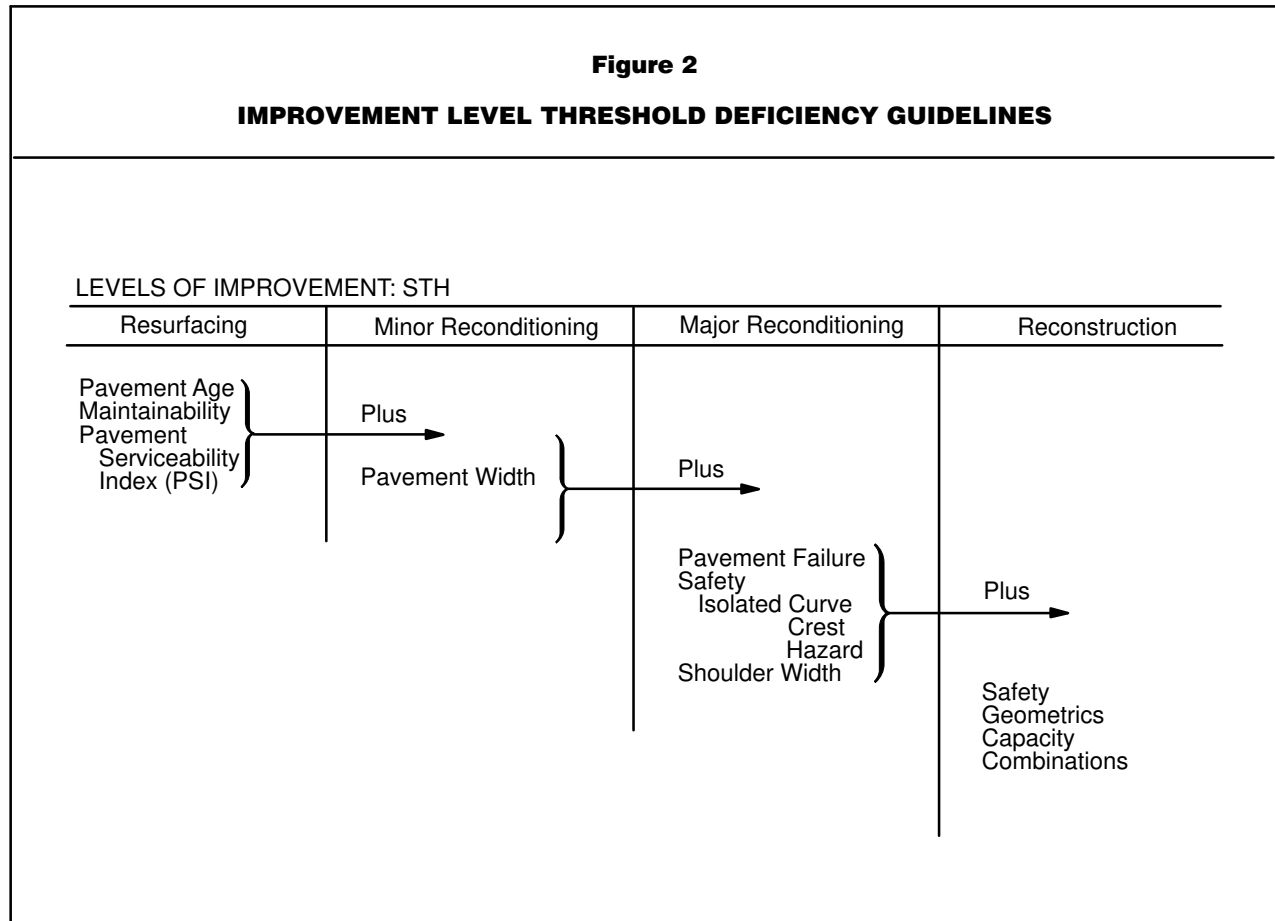 Figure 2
IMPROVEMENT LEVEL THRESHOLD DEFICIENCY GUIDELINES
LEVELS OF IMPROVEMENT: STH
Resurfacing
Minor Reconditioning
Major Reconditioning
Reconstruction
Pavement Age
Maintainability
Pavement
Serviceability
Index (PSI)
Plus
Pavement Width
Plus
Pavement Failure
Safety
Isolated Curve
Crest
Hazard
Shoulder Width
Plus
Safety
Geometrics
Capacity
Combinations